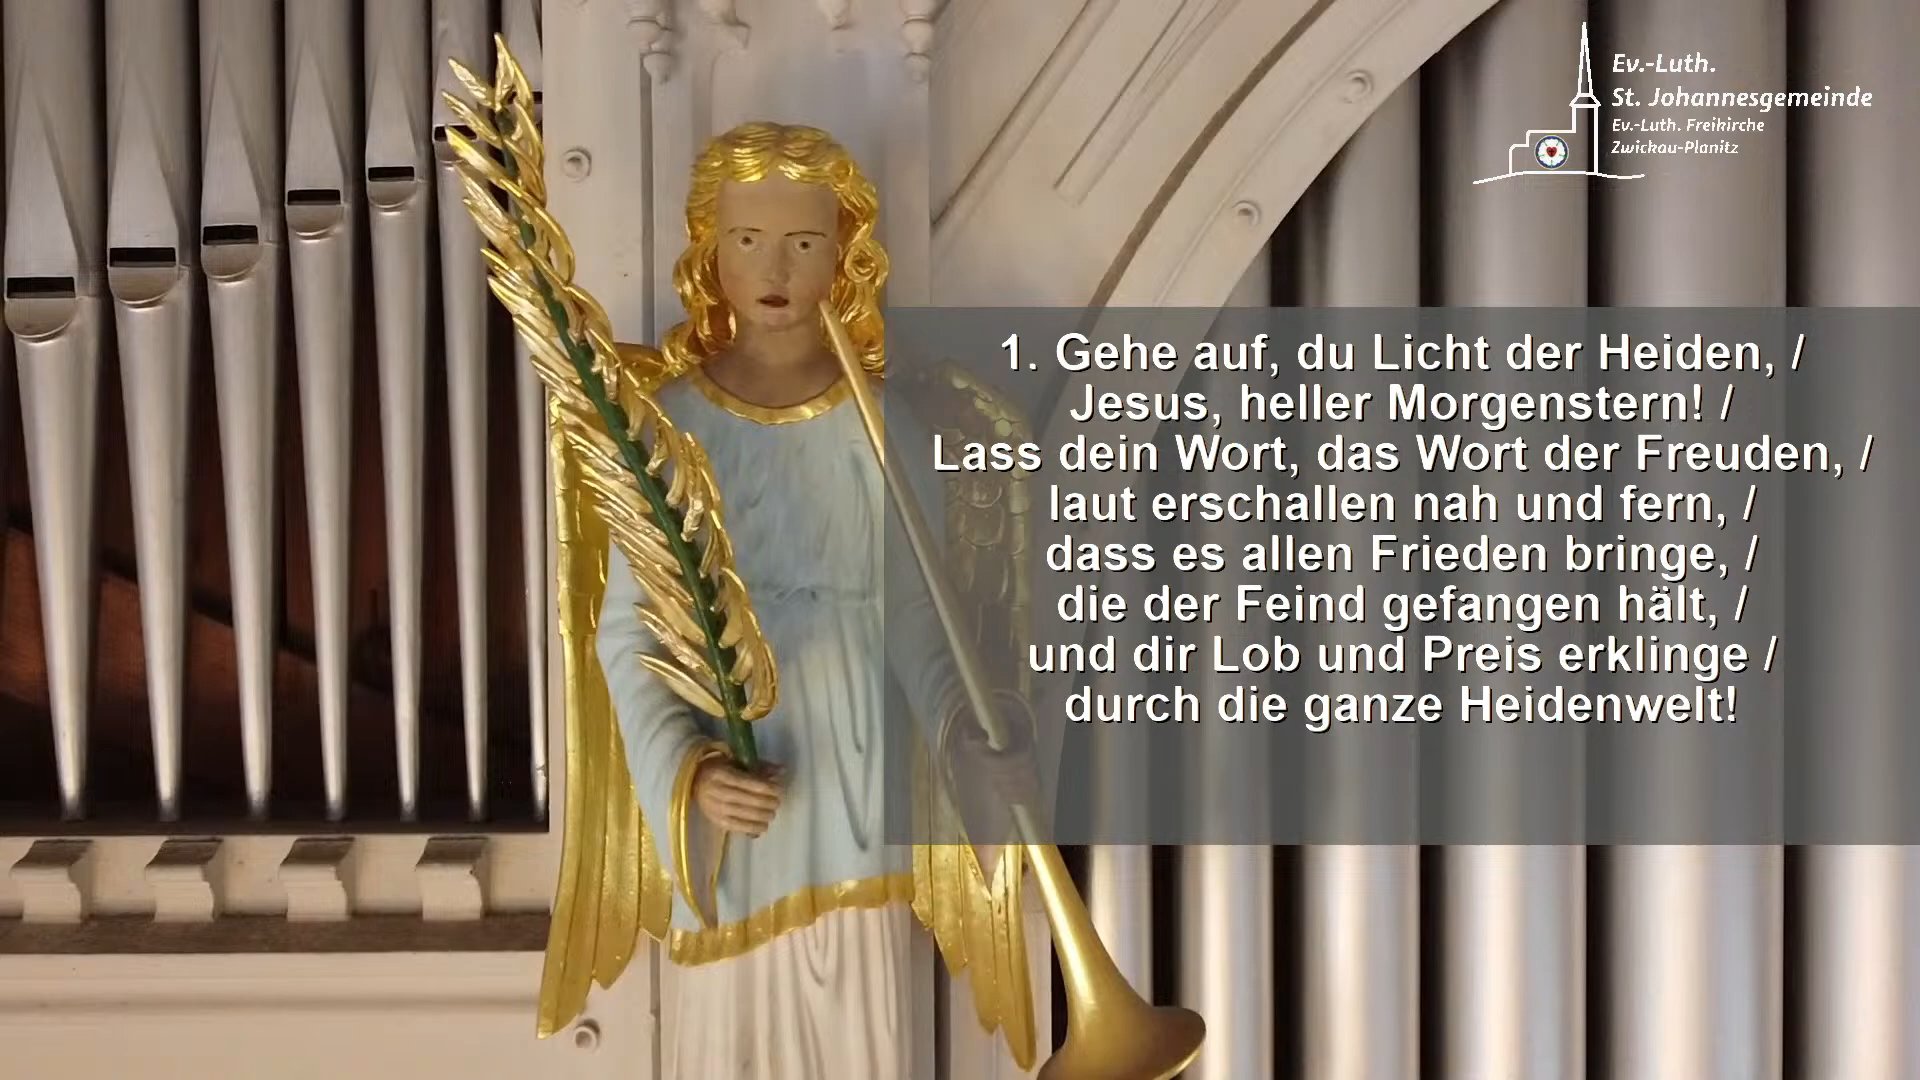 Ev.-Luth.
St. Johannesgemeinde
Ev.-Luth. Freikirche
Zwickau-Planitz
1. Gehe auf, du Licht der Heiden, /
Jesus, heller Morgenstern! /
Lass dein Wort, das Wort der Freuden, /
laut erschallen nah und fern, /
dass es allen Frieden bringe, /
die der Feind gefangen hält, /
und dir Lob und Preis erklinge /
durch die ganze Heidenwelt!